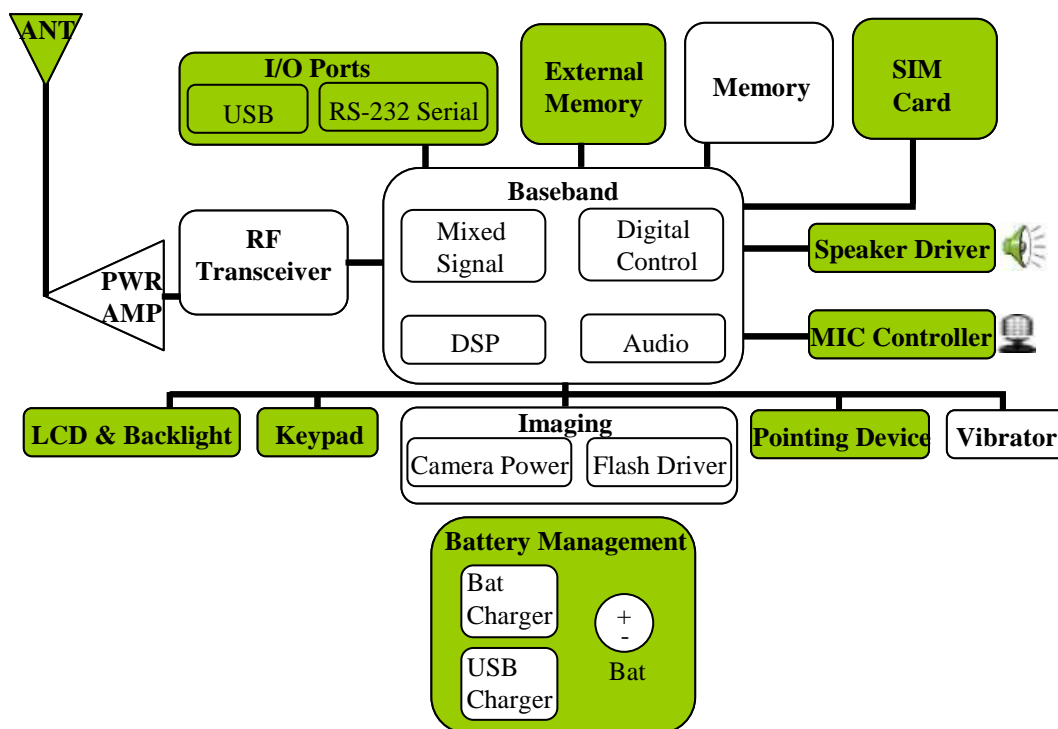 ANT
I/O Ports
USB
RS-232 Serial
External
Memory
Memory
SIM
Card
Baseband
Mixed
Signal
Digital
Control
DSP
Audio
RF
Transceiver
PWR
AMP
Speaker Driver
MIC Controller
LCD & Backlight
Keypad
Imaging
Camera Power
Flash Driver
Pointing Device
Vibrator
Battery Management
Bat
Charger
USB
Charger
+
-
Bat